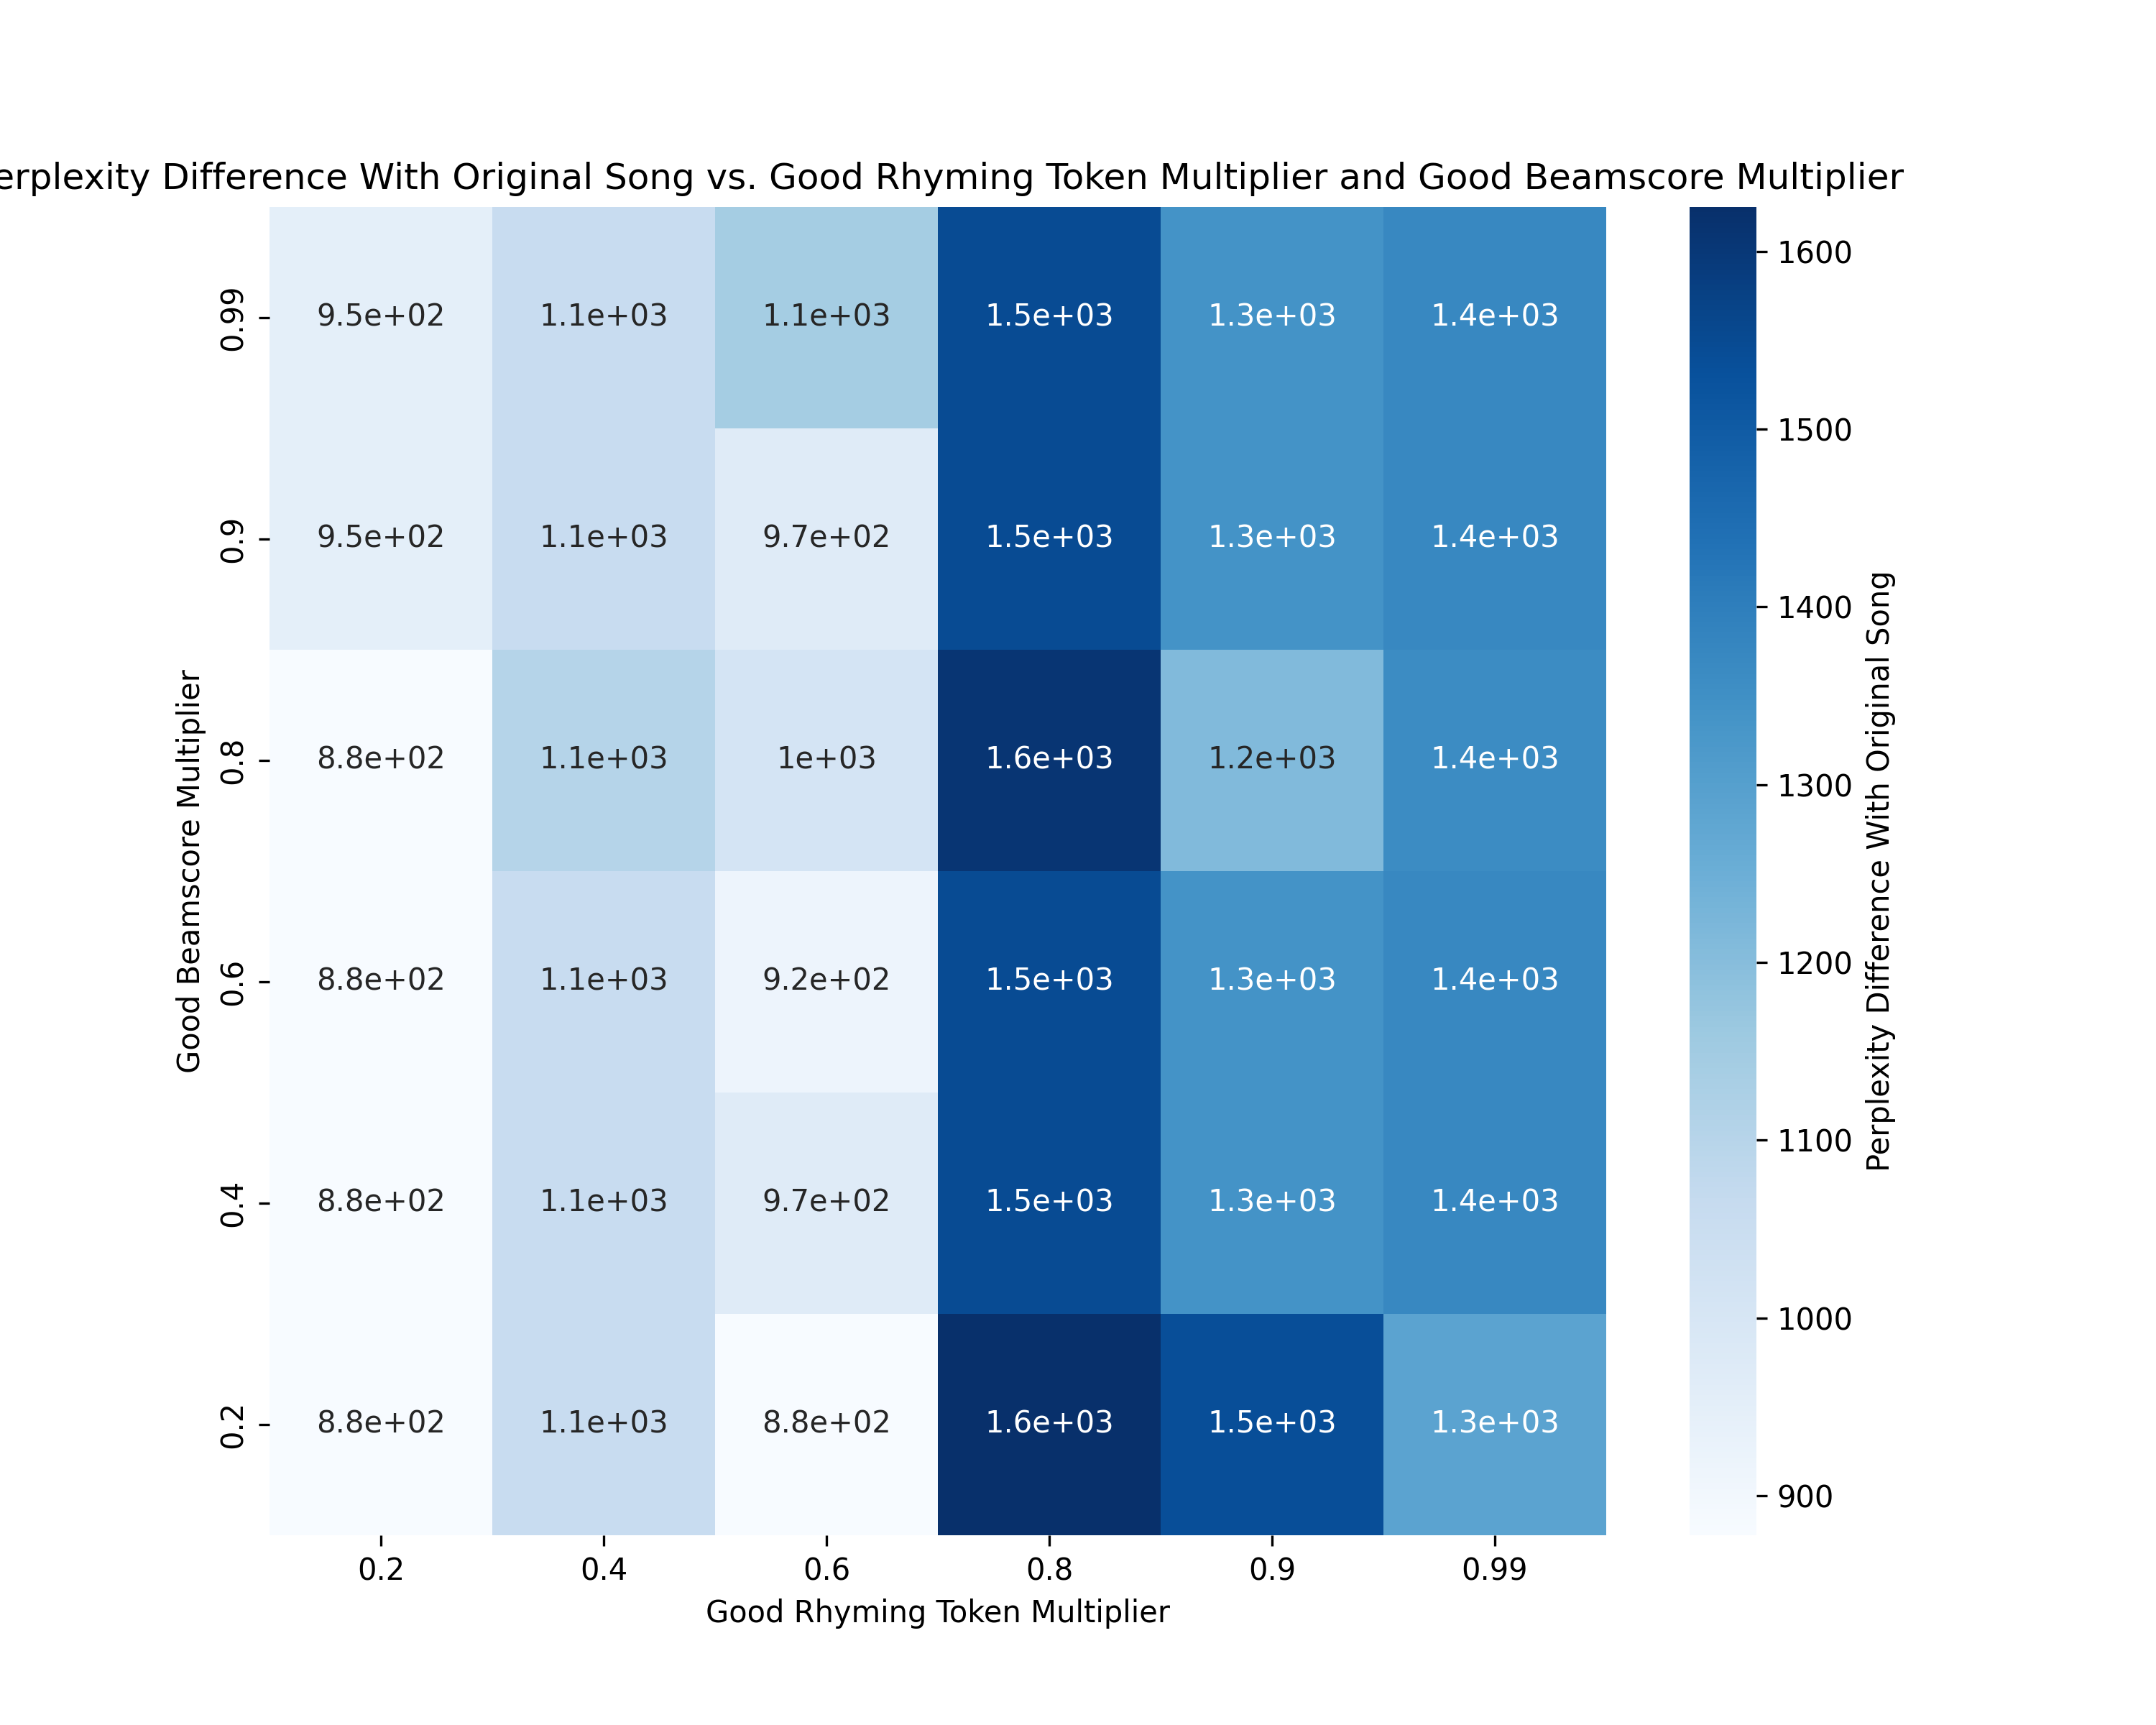 erplexity Difference With Original Song vs. Good Rhyming Token Multiplier and Good Beamscore Multiplier
0.99 9.5e+02 1.1e+03 1.1e+03 1.5e+03 1.3e+03 1.4e+03
0.9 9.5e+02 1.1e+03 9.7e+02 1.5e+03 1.3e+03 1.4e+03
0.8 8.8e+02 1.1e+03 1e+03 1.6e+03 1.2e+03 1.4e+03
0.6 8.8e+02 1.1e+03 9.2e+02 1.5e+03 1.3e+03 1.4e+03
0.4 8.8e+02 1.1e+03 9.7e+02 1.5e+03 1.3e+03 1.4e+03
0.2 8.8e+02 1.1e+03 8.8e+02 1.6e+03 1.5e+03 1.3e+03
0.2 0.4 0.6 0.8 0.9 0.99
Good Rhyming Token Multiplier
Good Beamscore Multiplier
1600
1500
1400
1300
1200
1100
1000
900
Perplexity Difference With Original Song